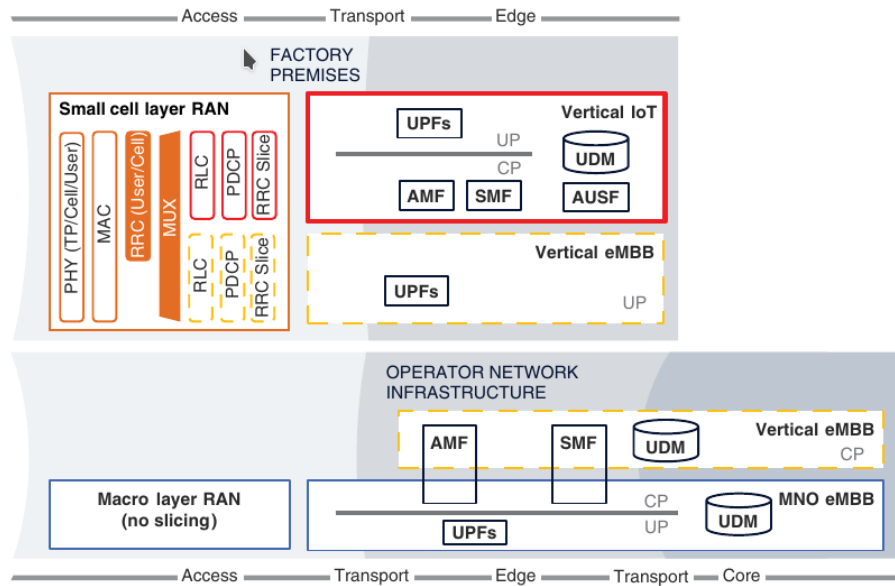 Access
Transport
Edge
FACTORY
PREMISES
Small cell layer RAN
PHY (TP/Cell/User)
MAC
RRC (User/Cell)
MUX
RLC
PDCP
RRC Slice
RLC
PDCP
RRC Slice
Vertical IoT
UPFs
UP
CP
UDM
AMF
SMF
AUSF
Vertical eMBB
UPFs
UP
OPERATOR NETWORK
INFRASTRUCTURE
AMF
SMF
UDM
Vertical eMBB
CP
Macro layer RAN
(no slicing)
MNO eMBB
CP
UP
UPFs
UDM
Access
Transport
Edge
Transport
Core